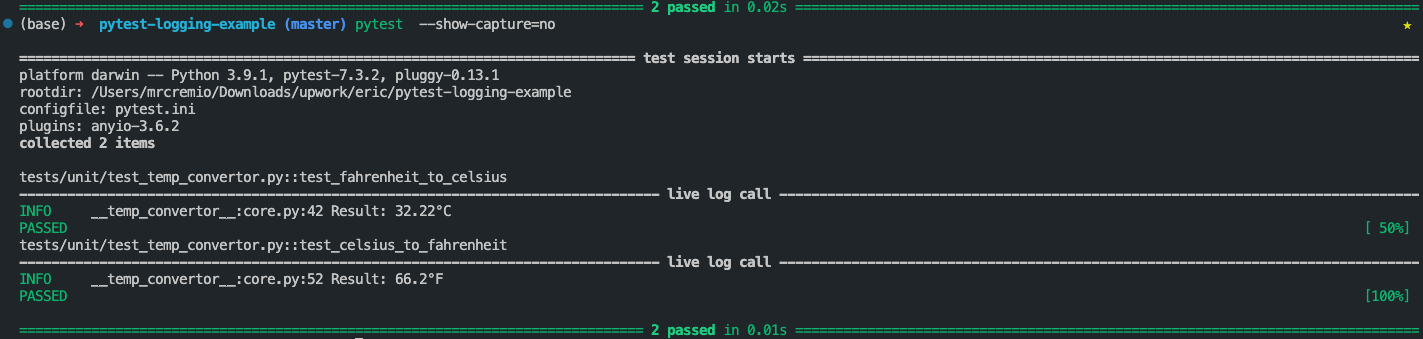 2 passed in 0.02s
(base) ➜ pytest-logging-example (master) pytest --show-capture=no ★
test session starts
platform darwin -- Python 3.9.1, pytest-7.3.2, pluggy-0.13.1
rootdir: /Users/mrcremio/Downloads/upwork/eric/pytest-logging-example
configfile: pytest.ini
plugins: anyio-3.6.2
collected 2 items
tests/unit/test_temp_convertor.py::test_fahrenheit_to_celsius
live log call
INFO __temp_convertor__:core.py:42 Result: 32.22°C
PASSED [ 50%]
tests/unit/test_temp_convertor.py::test_celsius_to_fahrenheit
live log call
INFO __temp_convertor__:core.py:52 Result: 66.2°F
PASSED [100%]
2 passed in 0.01s